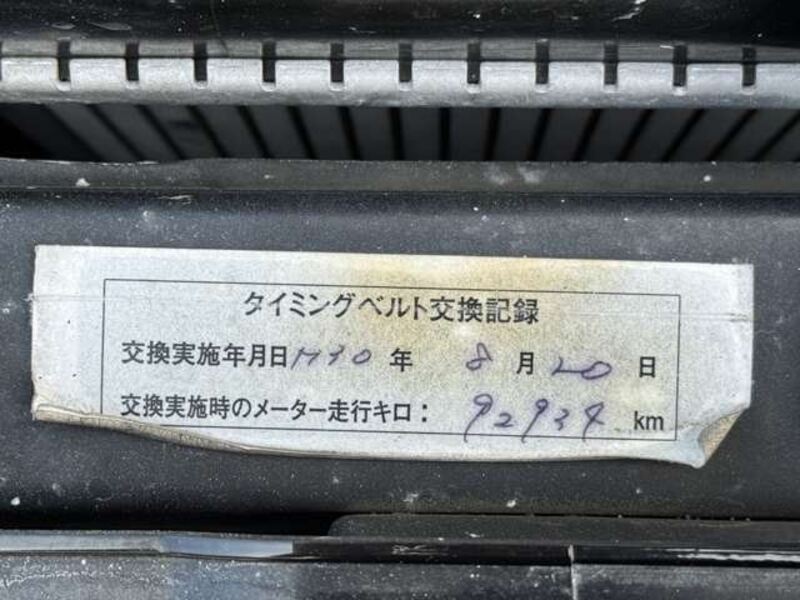 タイミングベルト交換記録
交換実施年月日 H30 年 8 月 20 日
交換実施時のメーター走行キロ: 92934 km